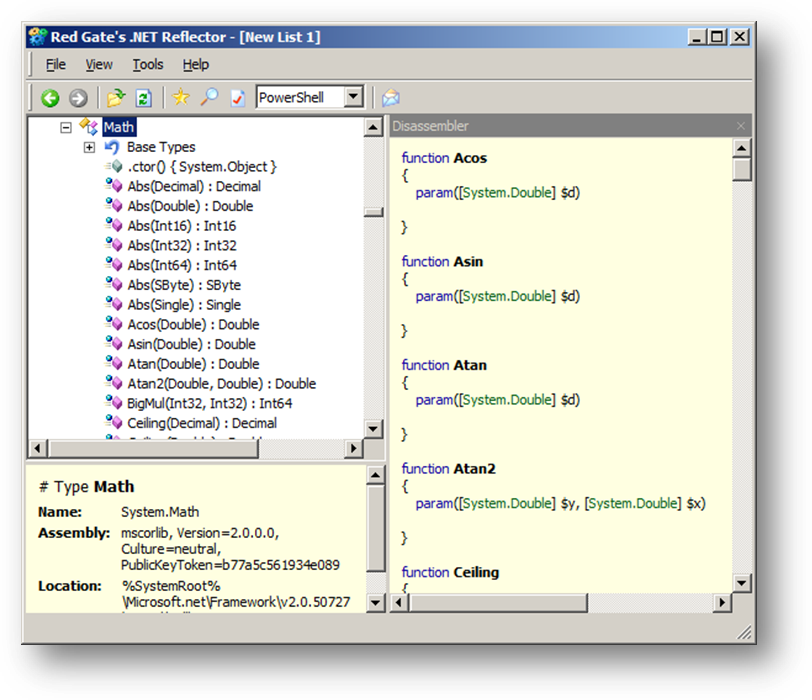 Red Gate's .NET Reflector - [New List 1]
File View Tools Help
PowerShell
Math
Base Types
.ctor() { System.Object }
Abs(Decimal) : Decimal
Abs(Double) : Double
Abs(Int16) : Int16
Abs(Int32) : Int32
Abs(Int64) : Int64
Abs(SByte) : SByte
Abs(Single) : Single
Acos(Double) : Double
Asin(Double) : Double
Atan(Double) : Double
Atan2(Double, Double) : Double
BigMul(Int32, Int32) : Int64
Ceiling(Decimal) : Decimal
# Type Math
Name: System.Math
Assembly: mscorlib, Version=2.0.0.0,
Culture=neutral,
PublicKeyToken=b77a5c561934e089
Location: %SystemRoot%
\Microsoft.net\Framework\v2.0.50727
Disassembler
function Acos
{
param([System.Double] $d)
}
function Asin
{
param([System.Double] $d)
}
function Atan
{
param([System.Double] $d)
}
function Atan2
{
param([System.Double] $y, [System.Double] $x)
}
function Ceiling
{